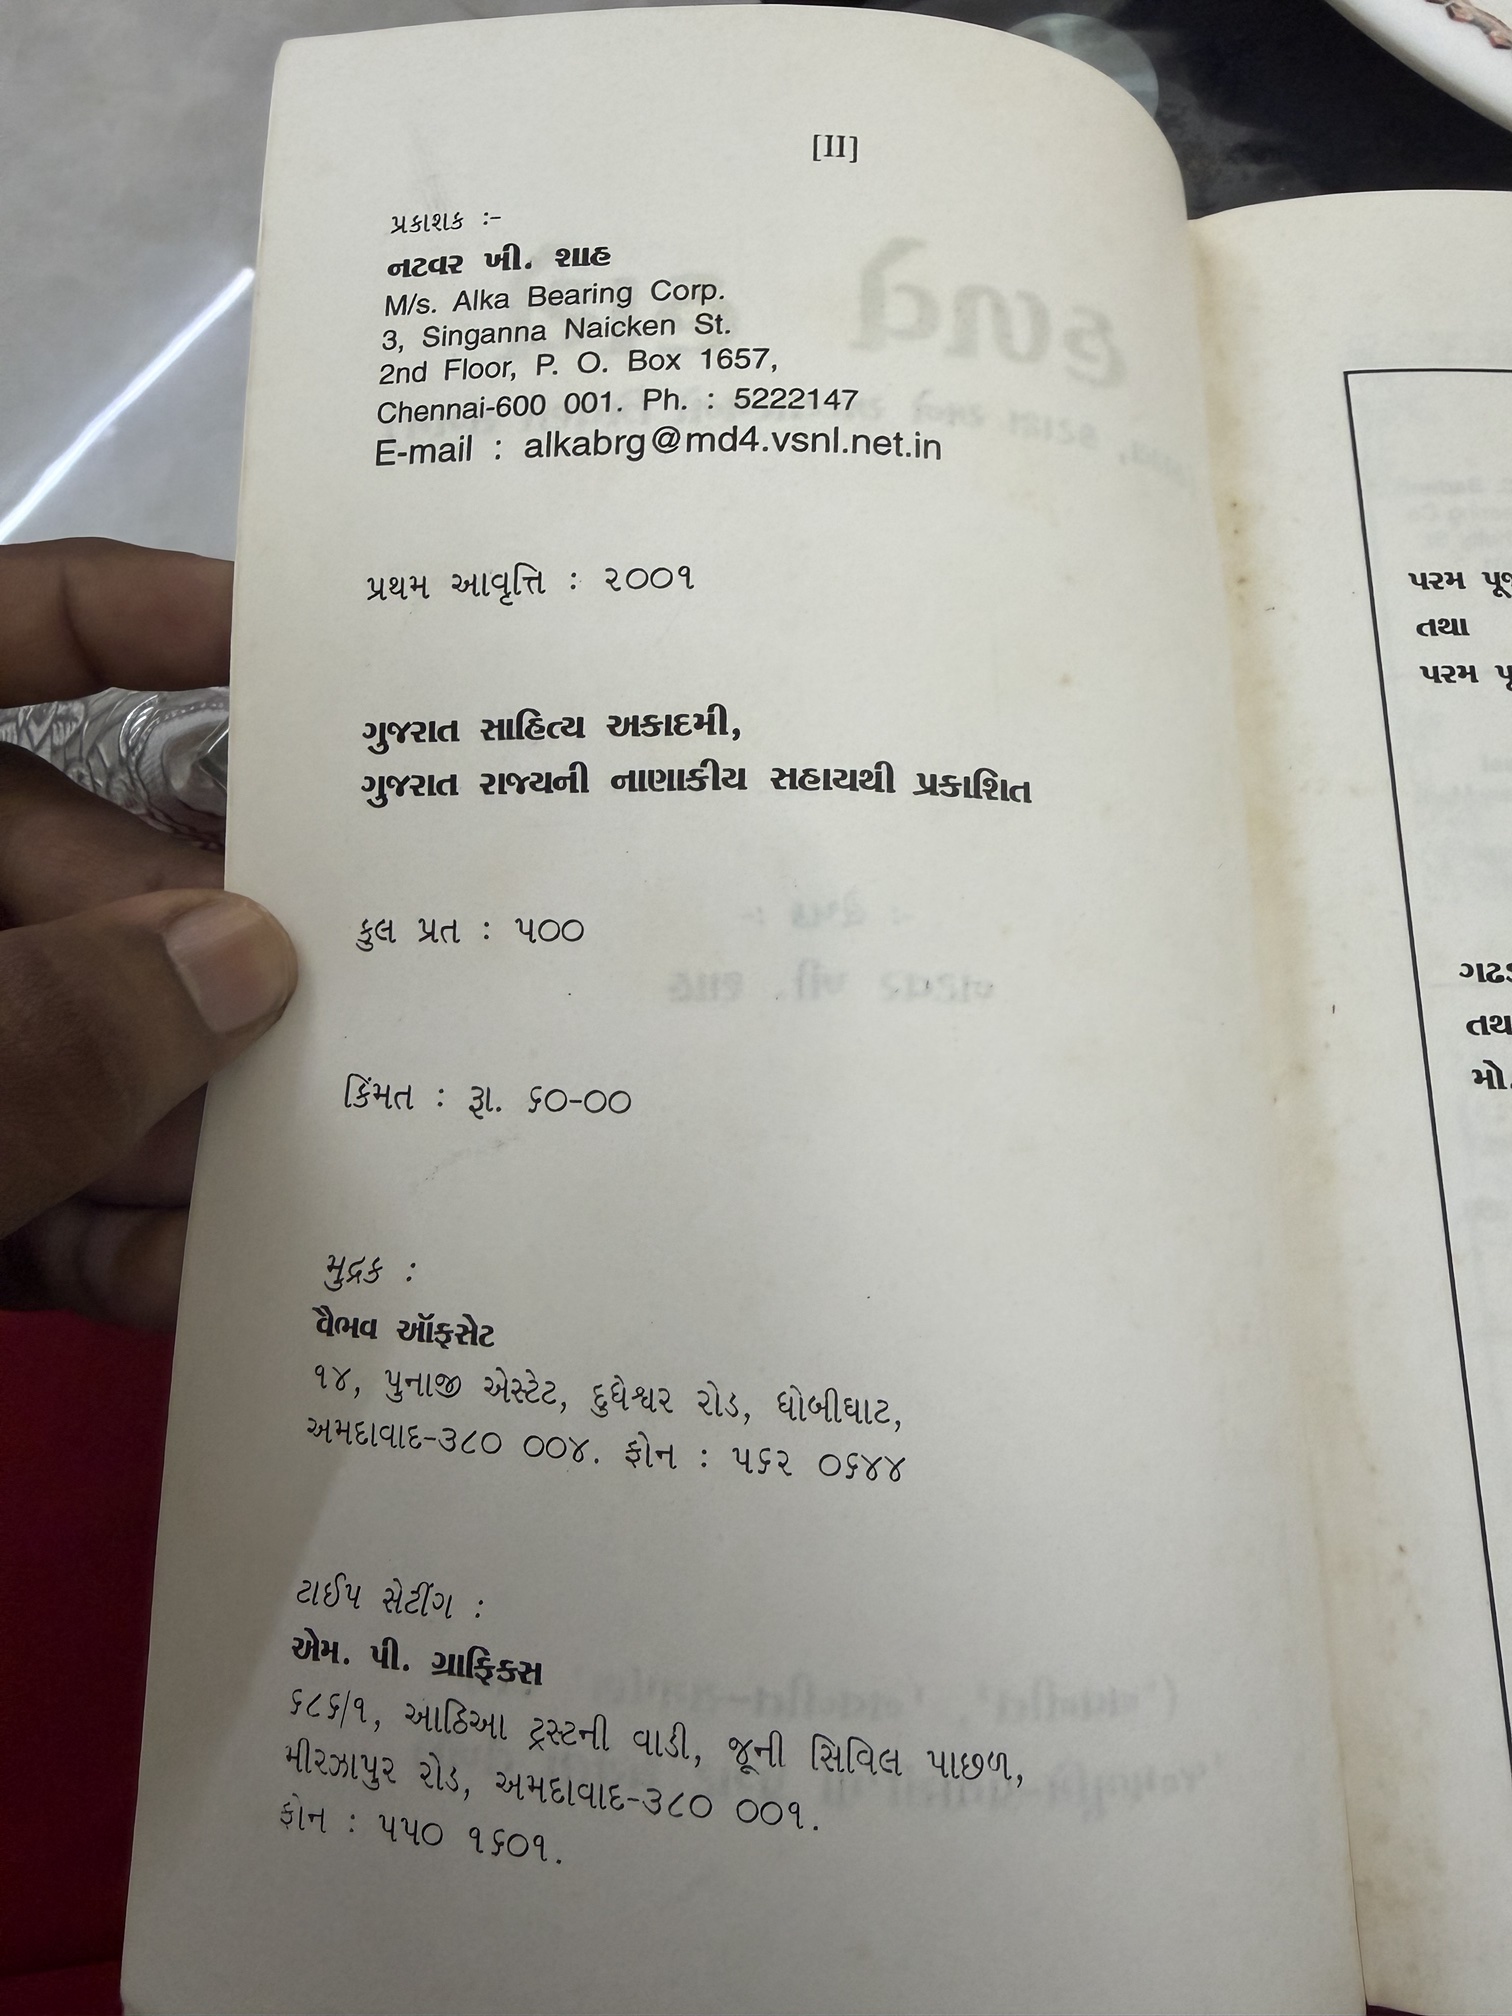 [II]
પ્રકાશક :-
નટવર ખી. શાહ
M/s. Alka Bearing Corp.
3, Singanna Naicken St.
2nd Floor, P. O. Box 1657,
Chennai-600 001. Ph. : 5222147
E-mail : alkabrg@md4.vsnl.net.in
પ્રથમ આવૃત્તિ : ૨૦૦૧
ગુજરાત સાહિત્ય અકાદમી,
ગુજરાત રાજ્યની નાણાકીય સહાયથી પ્રકાશિત
કુલ પ્રત : ૫૦૦
કિંમત : રૂા. ૬૦-૦૦
મુદ્રક :
વૈભવ ઑફસેટ
૧૪, પુનાજી એસ્ટેટ, દુધેશ્વર રોડ, ધોબીઘાટ,
અમદાવાદ-૩૮૦ ૦૦૪. ફોન : ૫૬૨ ૦૬૪૪
ટાઈપ સેટીંગ :
એમ. પી. ગ્રાફિક્સ
૬૮૬/૧, આઠિઆ ટ્રસ્ટની વાડી, જૂની સિવિલ પાછળ,
મીરઝાપુર રોડ, અમદાવાદ-૩૮૦ ૦૦૧.
ફોન : ૫૫૦ ૧૬૦૧.
પરમ
તથા
પરમ